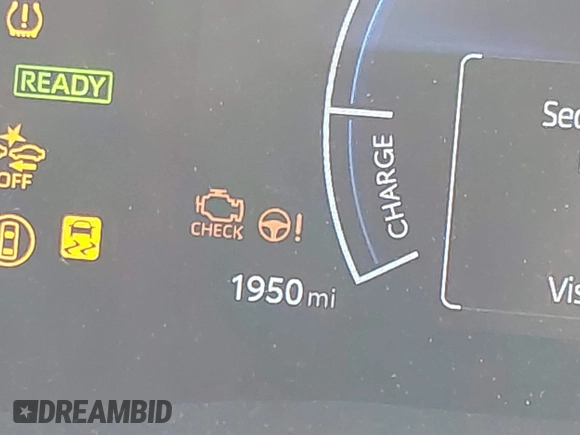 READY
OFF
CHARGE
CHECK
1950 mi
DREAMBID